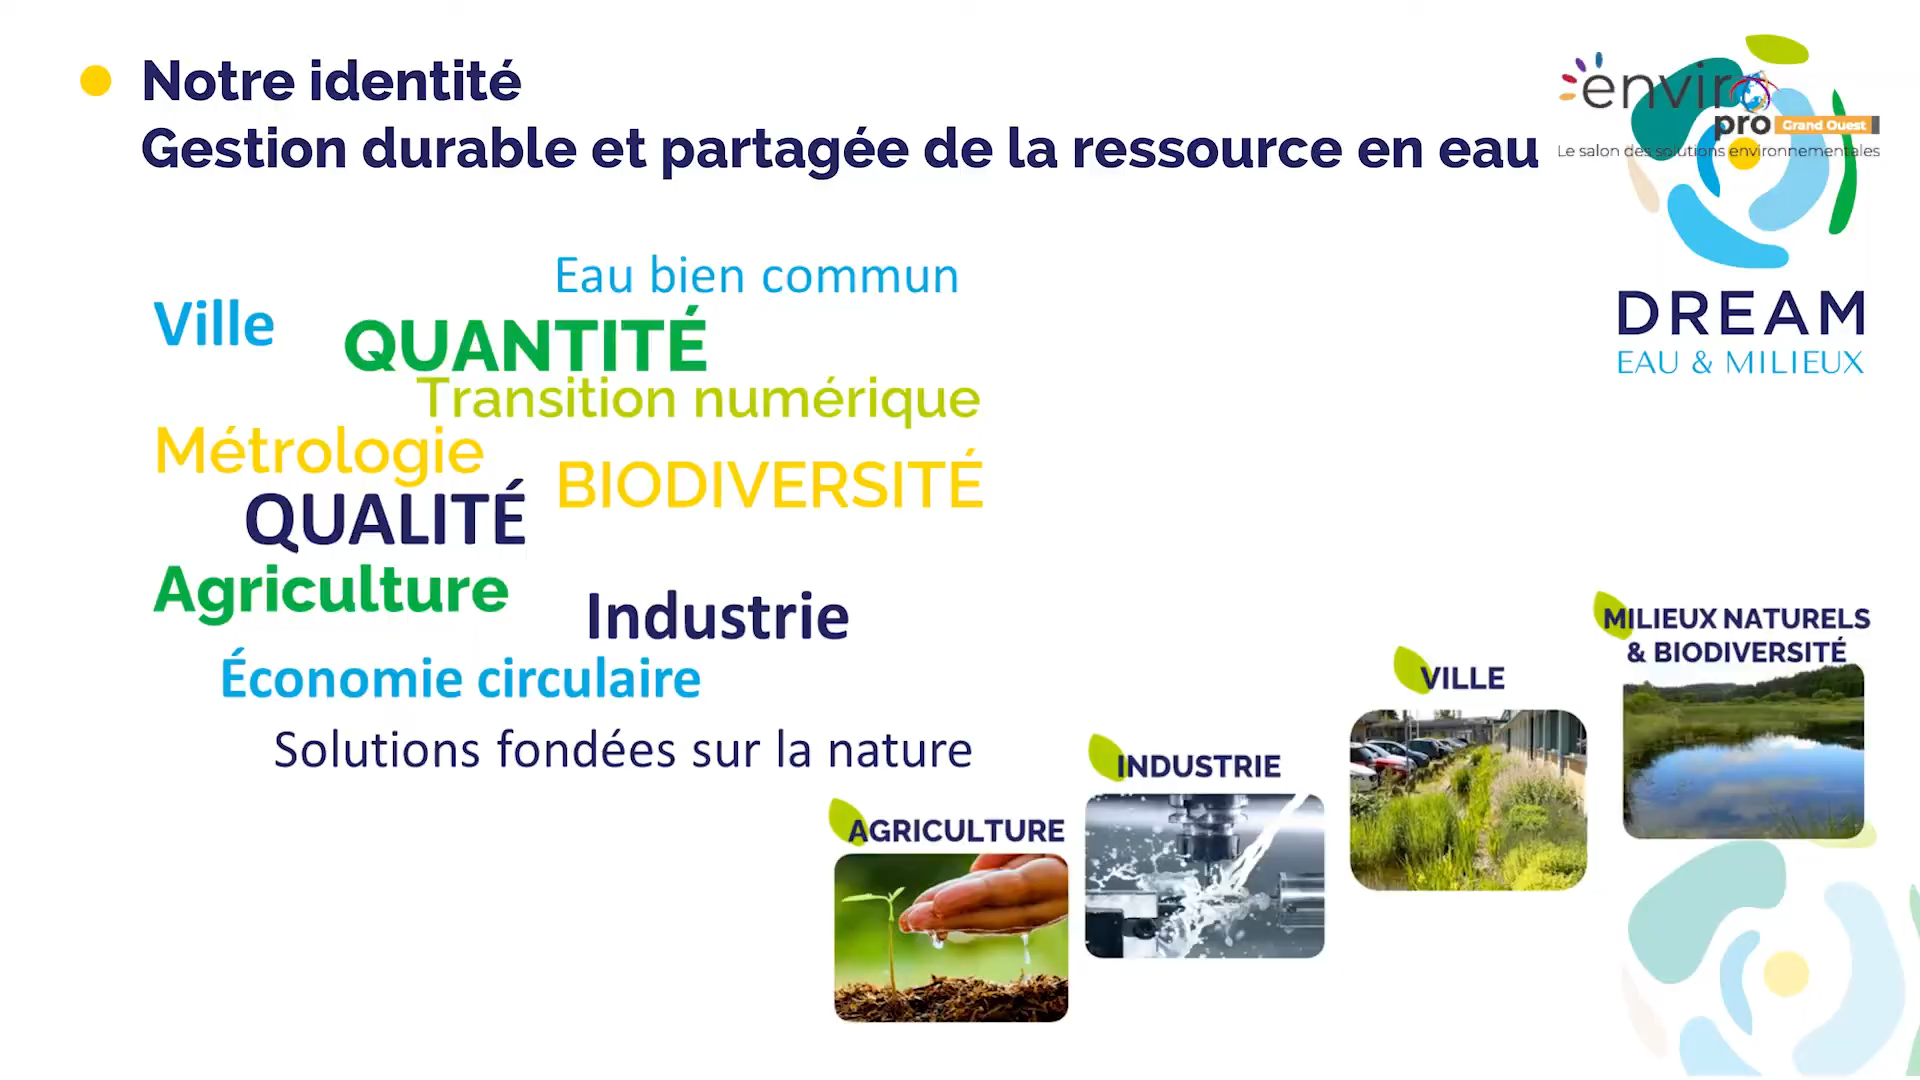 Notre identité
Gestion durable et partagée de la ressource en eau
enviro
pro Grand Ouest
Le salon des solutions environnementales
DREAM
EAU & MILIEUX
Eau bien commun
Ville
QUANTITÉ
Transition numérique
Métrologie
BIODIVERSITÉ
QUALITÉ
Agriculture
Industrie
Économie circulaire
Solutions fondées sur la nature
AGRICULTURE
INDUSTRIE
VILLE
MILIEUX NATURELS
& BIODIVERSITÉ